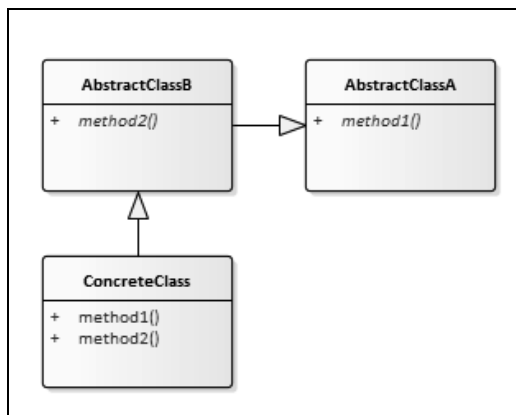 AbstractClassB
+ method2()
AbstractClassA
+ method1()
ConcreteClass
+ method1()
+ method2()